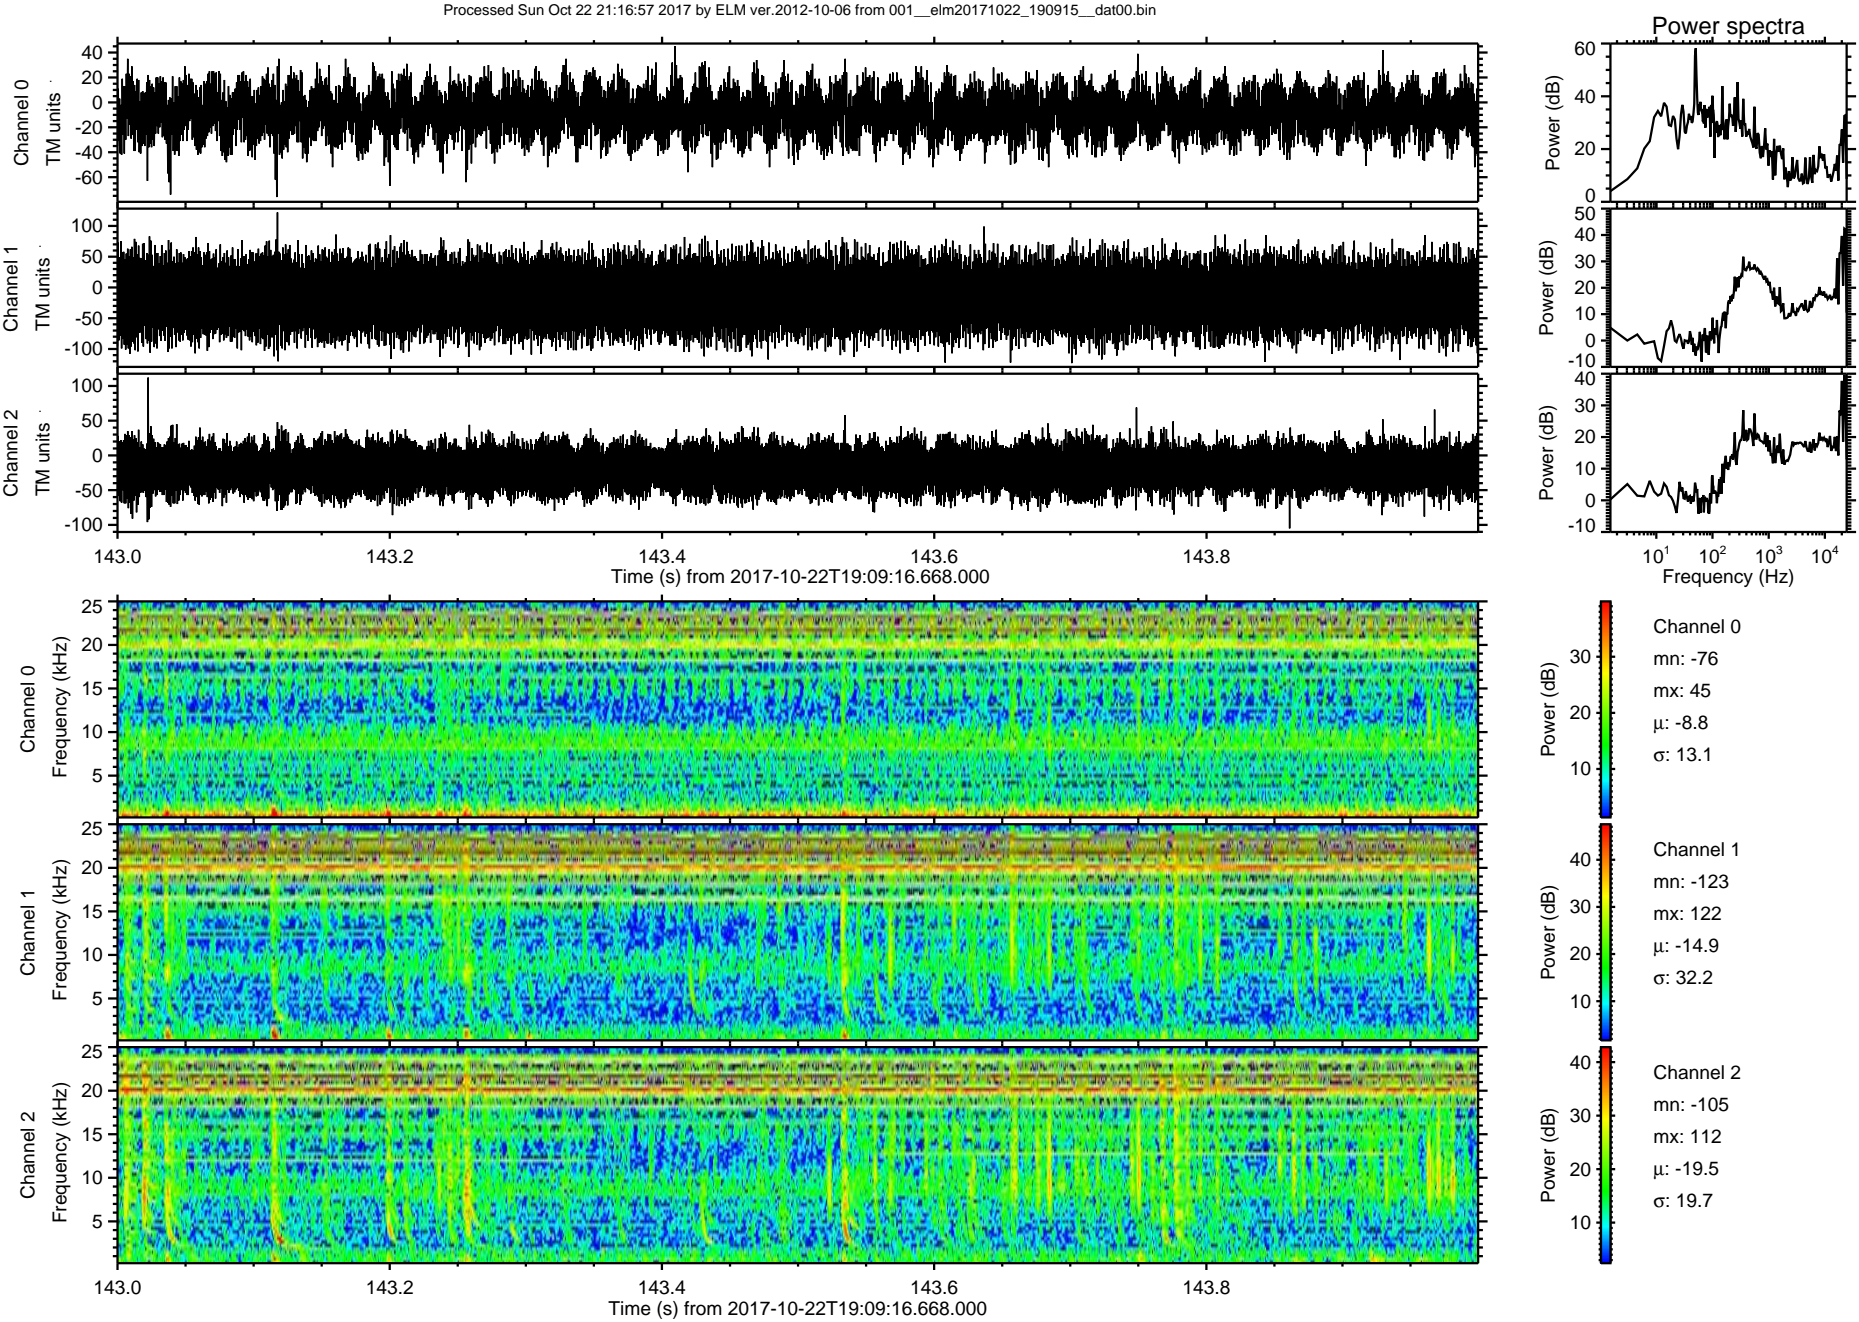 Processed Sun Oct 22 21:16:57 2017 by ELM ver.2012-10-06 from 001__elm20171022_190915__dat00.bin
Power spectra
Channel 0
TM units
40
20
0
-20
-40
-60
Power (dB)
60
40
20
0
Channel 1
TM units
100
50
0
-50
-100
Power (dB)
50
40
30
20
10
0
-10
Channel 2
TM units
100
50
0
-50
-100
Power (dB)
40
30
20
10
0
-10
143.0 143.2 143.4 143.6 143.8
Time (s) from 2017-10-22T19:09:16.668.000
10^1 10^2 10^3 10^4
Frequency (Hz)
Channel 0
Frequency (kHz)
25
20
15
10
5
Power (dB)
30
20
10
Channel 0
mn: -76
mx: 45
μ: -8.8
σ: 13.1
Channel 1
Frequency (kHz)
25
20
15
10
5
Power (dB)
40
30
20
10
Channel 1
mn: -123
mx: 122
μ: -14.9
σ: 32.2
Channel 2
Frequency (kHz)
25
20
15
10
5
Power (dB)
40
30
20
10
Channel 2
mn: -105
mx: 112
μ: -19.5
σ: 19.7
143.0 143.2 143.4 143.6 143.8
Time (s) from 2017-10-22T19:09:16.668.000